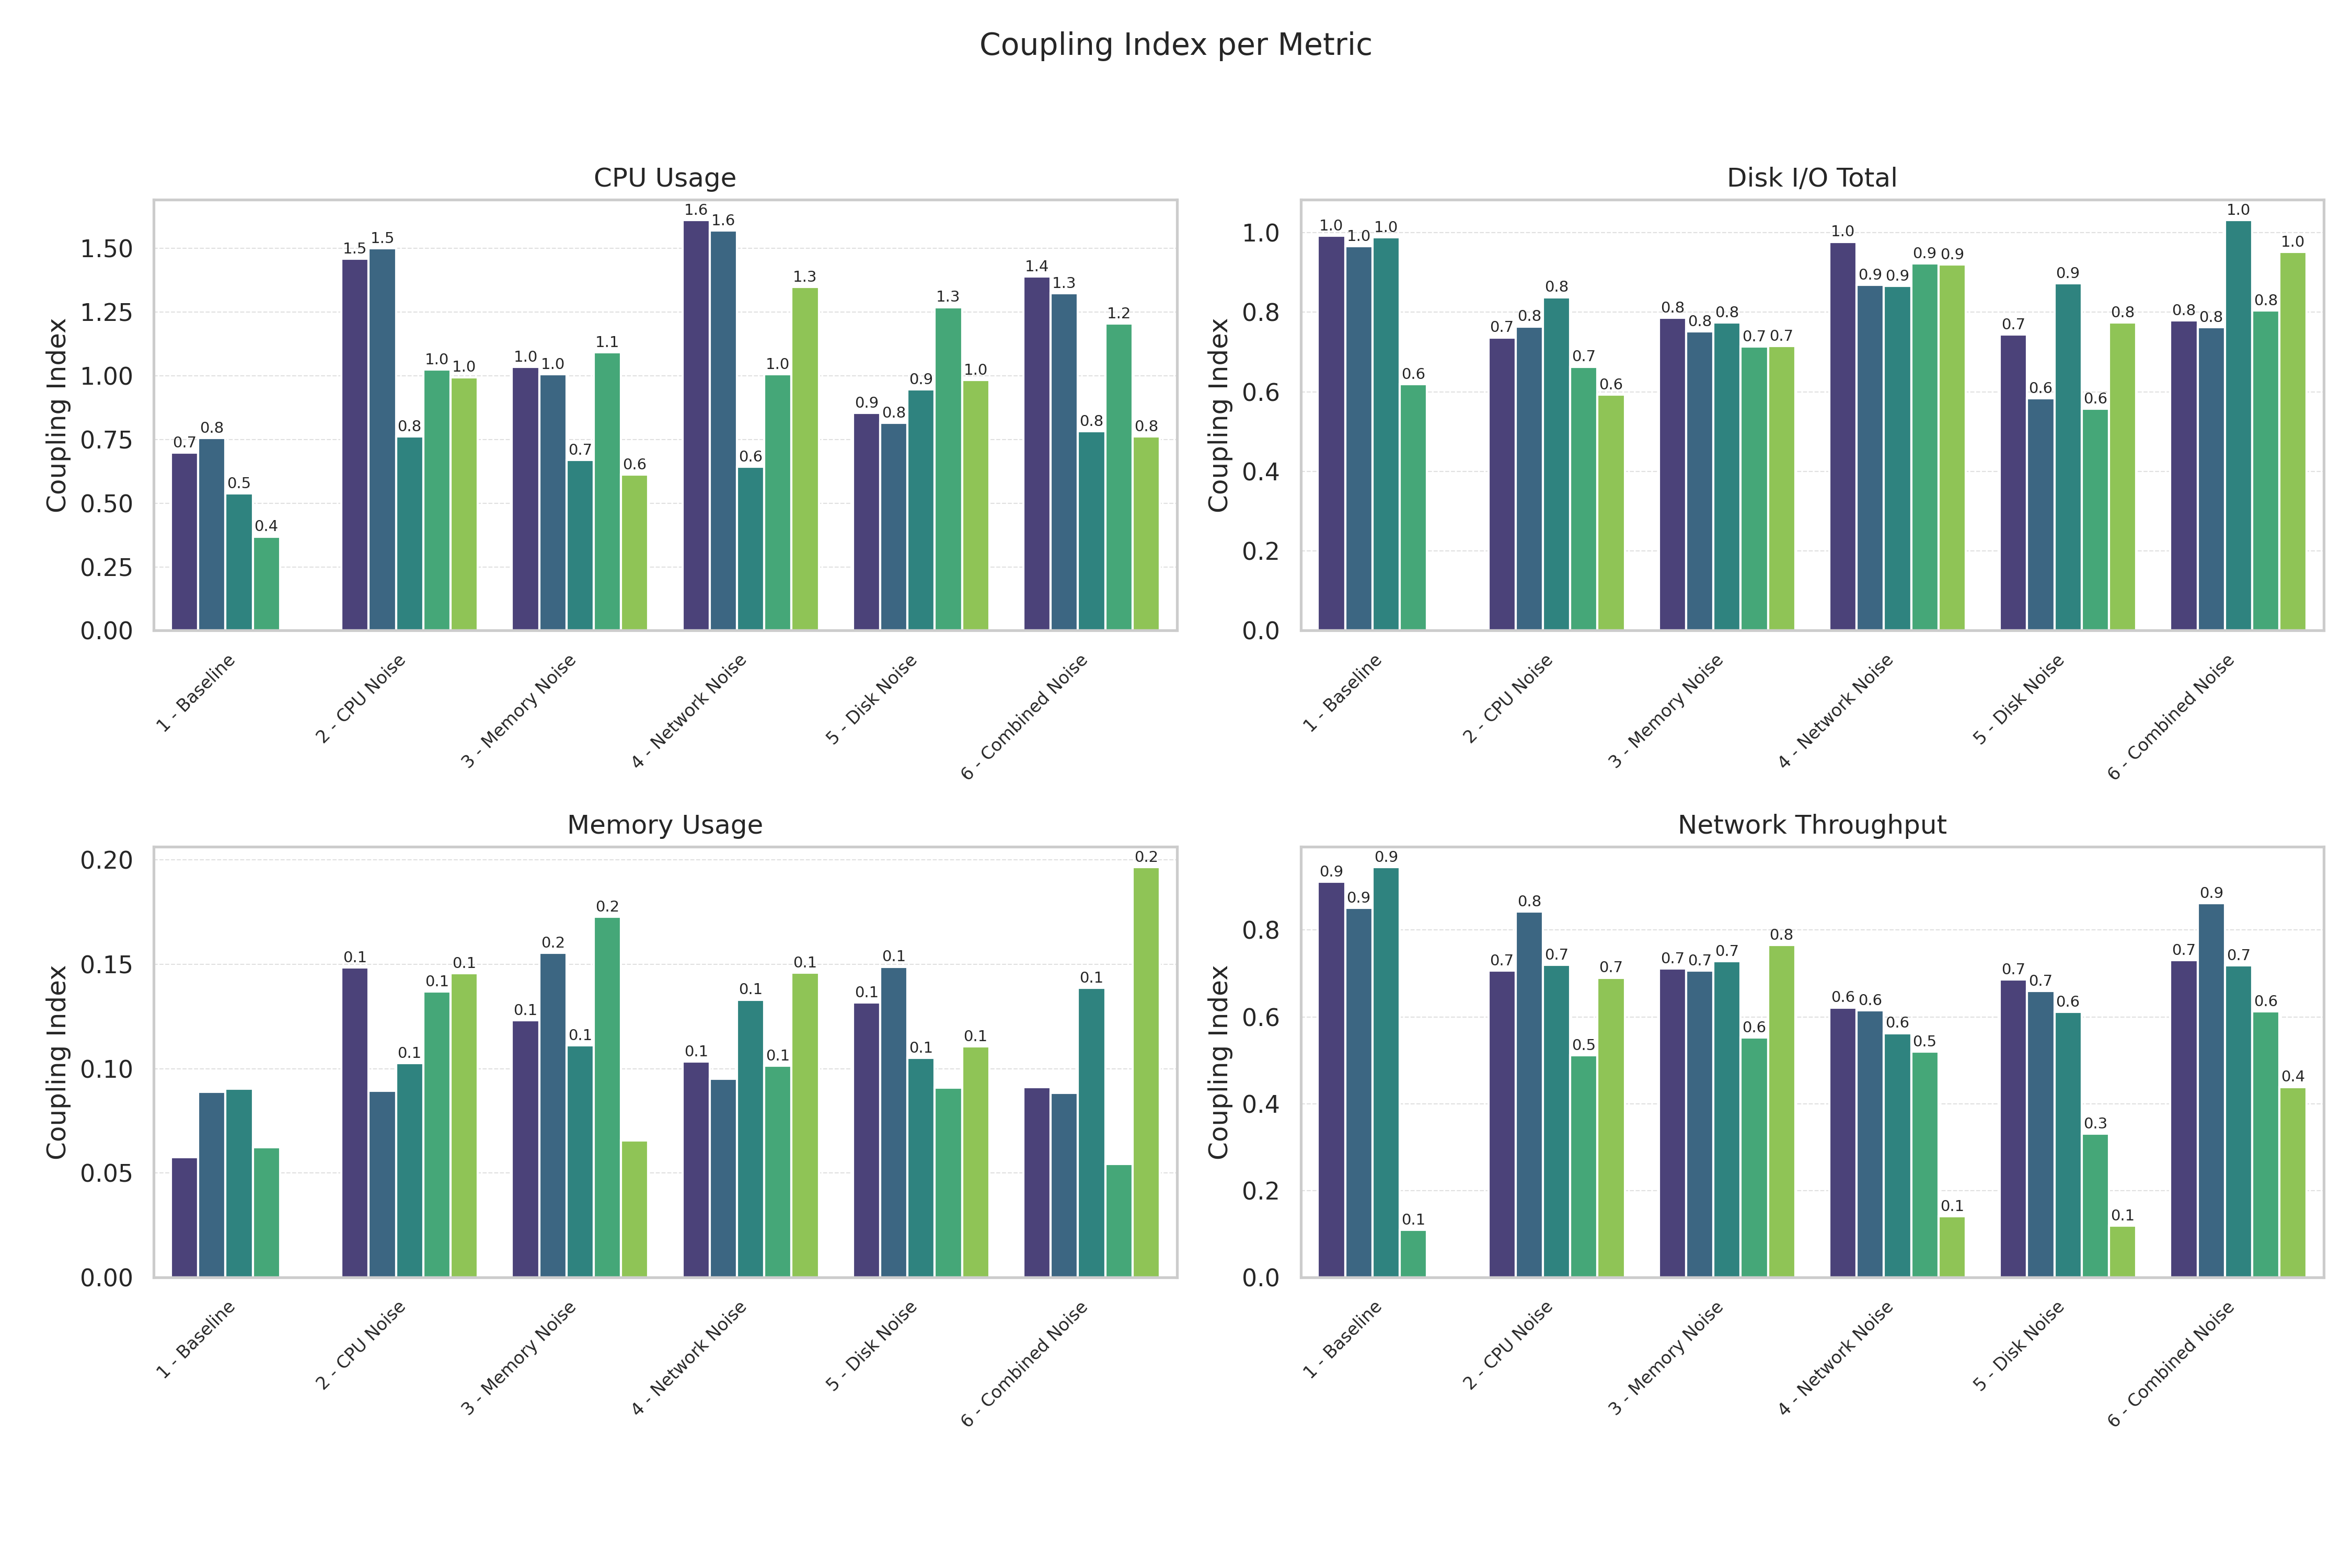 Coupling Index per Metric
CPU Usage
Coupling Index
1.50
1.25
1.00
0.75
0.50
0.25
0.00
0.7 0.8 0.5 0.4
1.5 1.5 0.8 1.0 1.0
1.0 1.0 0.7 1.1 0.6
1.6 1.6 0.6 1.0 1.3
0.9 0.8 0.9 1.3 1.0
1.4 1.3 0.8 1.2 0.8
1 - Baseline
2 - CPU Noise
3 - Memory Noise
4 - Network Noise
5 - Disk Noise
6 - Combined Noise
Disk I/O Total
Coupling Index
1.0
0.8
0.6
0.4
0.2
0.0
1.0 1.0 1.0 0.6
0.7 0.8 0.8 0.7 0.6
0.8 0.8 0.8 0.7 0.7
1.0 0.9 0.9 0.9 0.9
0.7 0.6 0.9 0.6 0.8
0.8 0.8 1.0 0.8 1.0
1 - Baseline
2 - CPU Noise
3 - Memory Noise
4 - Network Noise
5 - Disk Noise
6 - Combined Noise
Memory Usage
Coupling Index
0.20
0.15
0.10
0.05
0.00
0.1 0.1 0.1 0.1
0.1 0.2 0.1 0.2
0.1 0.1 0.1 0.1
0.1 0.1 0.1 0.1
0.1 0.2
1 - Baseline
2 - CPU Noise
3 - Memory Noise
4 - Network Noise
5 - Disk Noise
6 - Combined Noise
Network Throughput
Coupling Index
0.8
0.6
0.4
0.2
0.0
0.9 0.9 0.9 0.1
0.7 0.8 0.7 0.5 0.7
0.7 0.7 0.7 0.6 0.8
0.6 0.6 0.6 0.5 0.1
0.7 0.7 0.6 0.3 0.1
0.7 0.9 0.7 0.6 0.4
1 - Baseline
2 - CPU Noise
3 - Memory Noise
4 - Network Noise
5 - Disk Noise
6 - Combined Noise